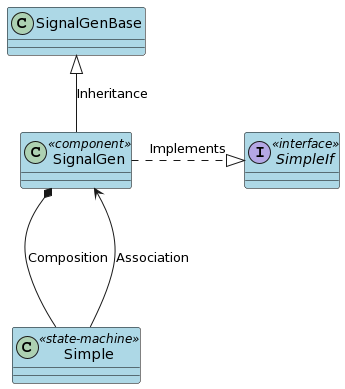 C SignalGenBase
Inheritance
C «component»
SignalGen
Implements
I «interface»
SimpleIf
Composition
Association
C «state-machine»
Simple